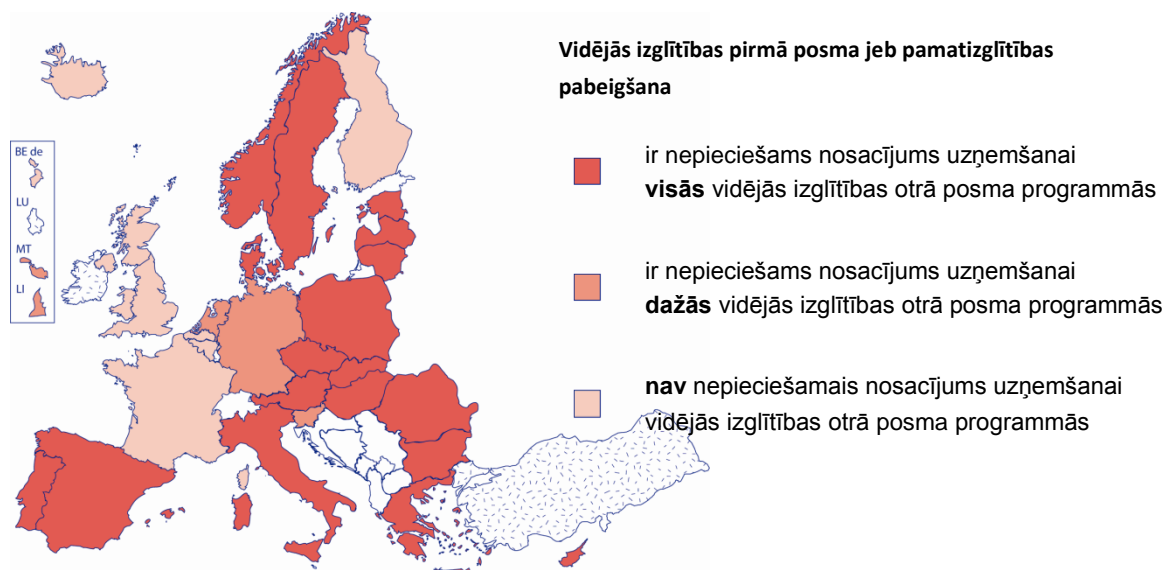 Vidējās izglītības pirmā posma jeb pamatizglītības
pabeigšana
ir nepieciešams nosacījums uzņemšanai
visās vidējās izglītības otrā posma programmās
ir nepieciešams nosacījums uzņemšanai
dažās vidējās izglītības otrā posma programmās
nav nepieciešamais nosacījums uzņemšanai
vidējās izglītības otrā posma programmās
BE de
LU
MT
LI